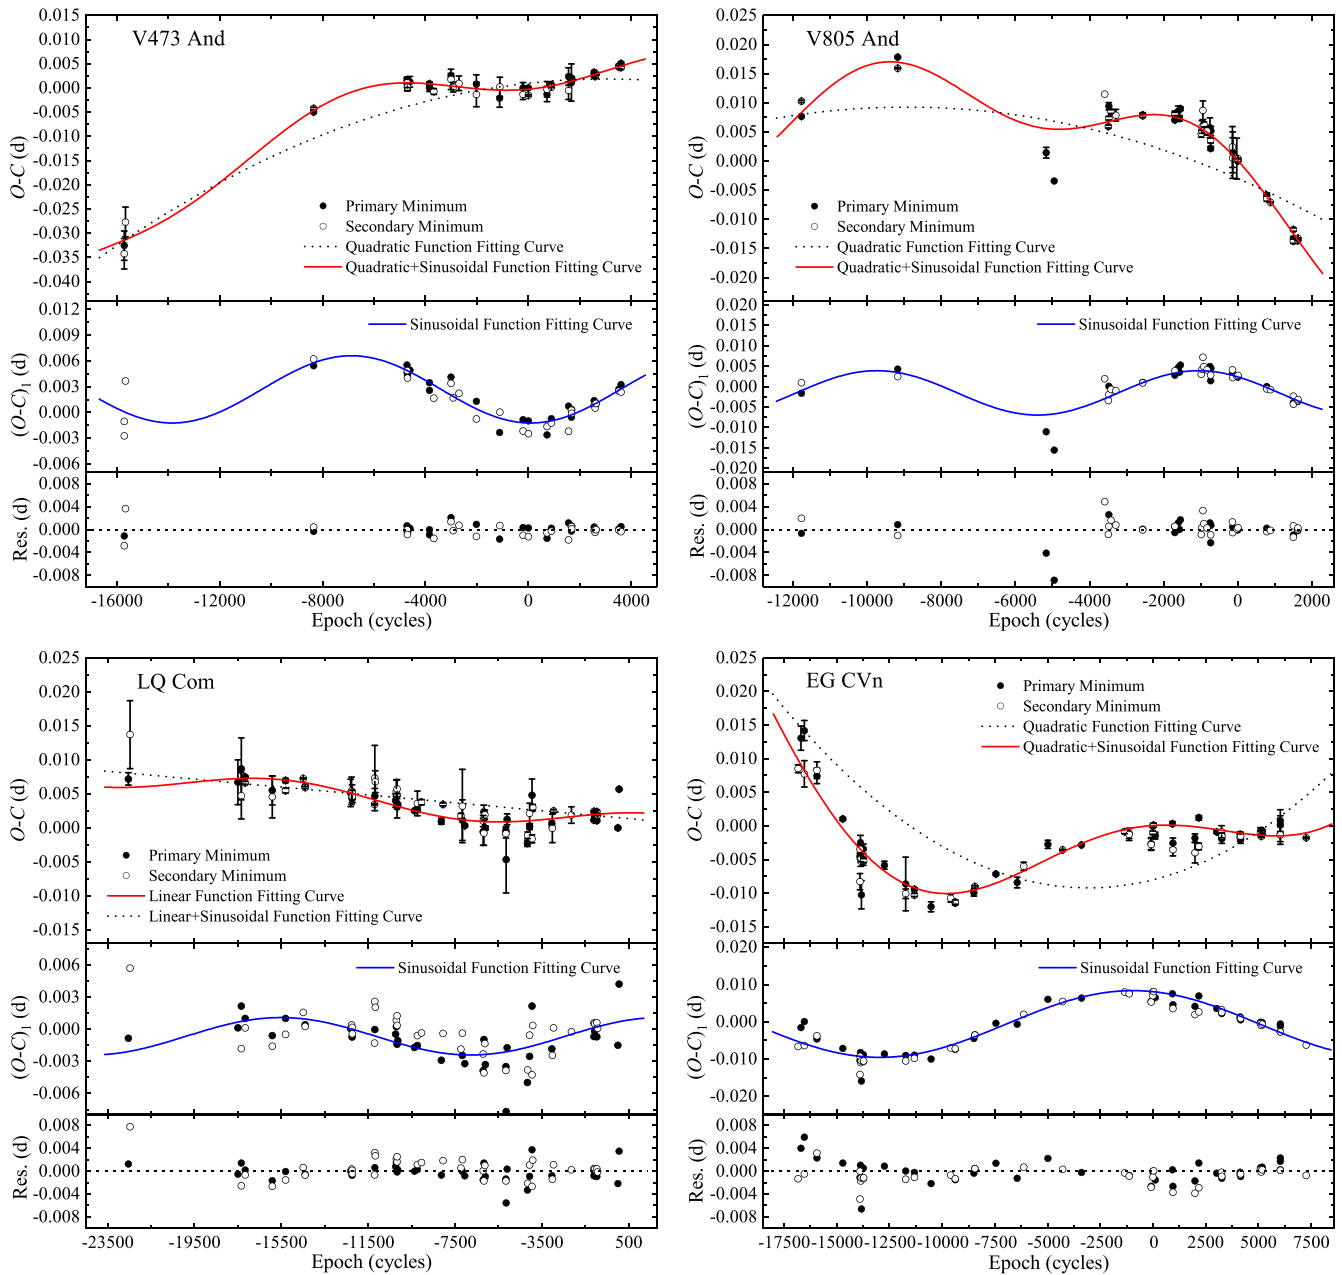 V473 And
O-C (d)
0.015
0.010
0.005
0.000
-0.005
-0.010
-0.015
-0.020
-0.025
-0.030
-0.035
-0.040
Primary Minimum
Secondary Minimum
Quadratic Function Fitting Curve
Quadratic+Sinusoidal Function Fitting Curve
(O-C)1 (d)
0.012
0.009
0.006
0.003
0.000
-0.003
-0.006
Sinusoidal Function Fitting Curve
Res. (d)
0.008
0.004
0.000
-0.004
-0.008
-16000 -12000 -8000 -4000 0 4000
Epoch (cycles)
V805 And
O-C (d)
0.025
0.020
0.015
0.010
0.005
0.000
-0.005
-0.010
-0.015
-0.020
Primary Minimum
Secondary Minimum
Quadratic Function Fitting Curve
Quadratic+Sinusoidal Function Fitting Curve
(O-C)1 (d)
0.020
0.015
0.010
0.005
0.000
-0.005
-0.010
-0.015
-0.020
Sinusoidal Function Fitting Curve
Res. (d)
0.008
0.004
0.000
-0.004
-0.008
-12000 -10000 -8000 -6000 -4000 -2000 0 2000
Epoch (cycles)
LQ Com
O-C (d)
0.025
0.020
0.015
0.010
0.005
0.000
-0.005
-0.010
-0.015
Primary Minimum
Secondary Minimum
Linear Function Fitting Curve
Linear+Sinusoidal Function Fitting Curve
(O-C)1 (d)
0.006
0.003
0.000
-0.003
-0.006
Sinusoidal Function Fitting Curve
Res. (d)
0.008
0.004
0.000
-0.004
-0.008
-23500 -19500 -15500 -11500 -7500 -3500 500
Epoch (cycles)
EG CVn
O-C (d)
0.025
0.020
0.015
0.010
0.005
0.000
-0.005
-0.010
-0.015
Primary Minimum
Secondary Minimum
Quadratic Function Fitting Curve
Quadratic+Sinusoidal Function Fitting Curve
(O-C)1 (d)
0.020
0.010
0.000
-0.010
-0.020
Sinusoidal Function Fitting Curve
Res. (d)
0.008
0.004
0.000
-0.004
-0.008
-17500 -15000 -12500 -10000 -7500 -5000 -2500 0 2500 5000 7500
Epoch (cycles)